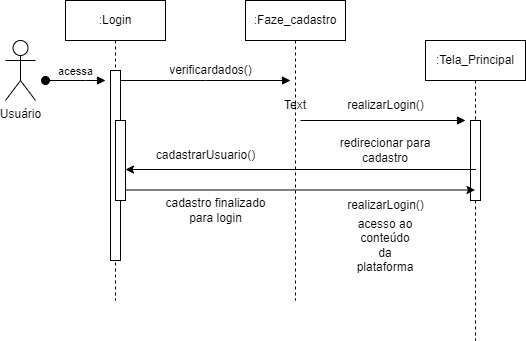 :Login
:Faze_cadastro
:Tela_Principal
Usuário
acessa
verificardados()
Text
realizarLogin()
redirecionar para
cadastro
cadastrarUsuario()
cadastro finalizado
para login
realizarLogin()
acesso ao
conteúdo
da
plataforma